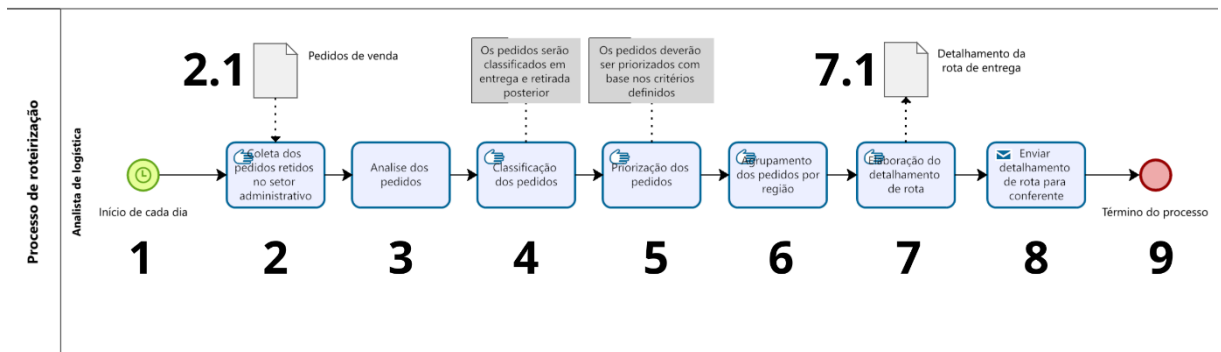 Processo de roteirização
Analista de logística
2.1
Pedidos de venda
Os pedidos serão
classificados em
entrega e retirada
posterior
Os pedidos deverão
ser priorizados com
base nos critérios
definidos
7.1
Detalhamento da
rota de entrega
Início de cada dia
Coleta dos
pedidos retidos
no setor
administrativo
Analise dos
pedidos
Classificação
dos pedidos
Priorização dos
pedidos
Agrupamento
dos pedidos por
região
Elaboração do
detalhamento
de rota
Enviar
detalhamento
de rota para
conferente
Término do processo
1
2
3
4
5
6
7
8
9